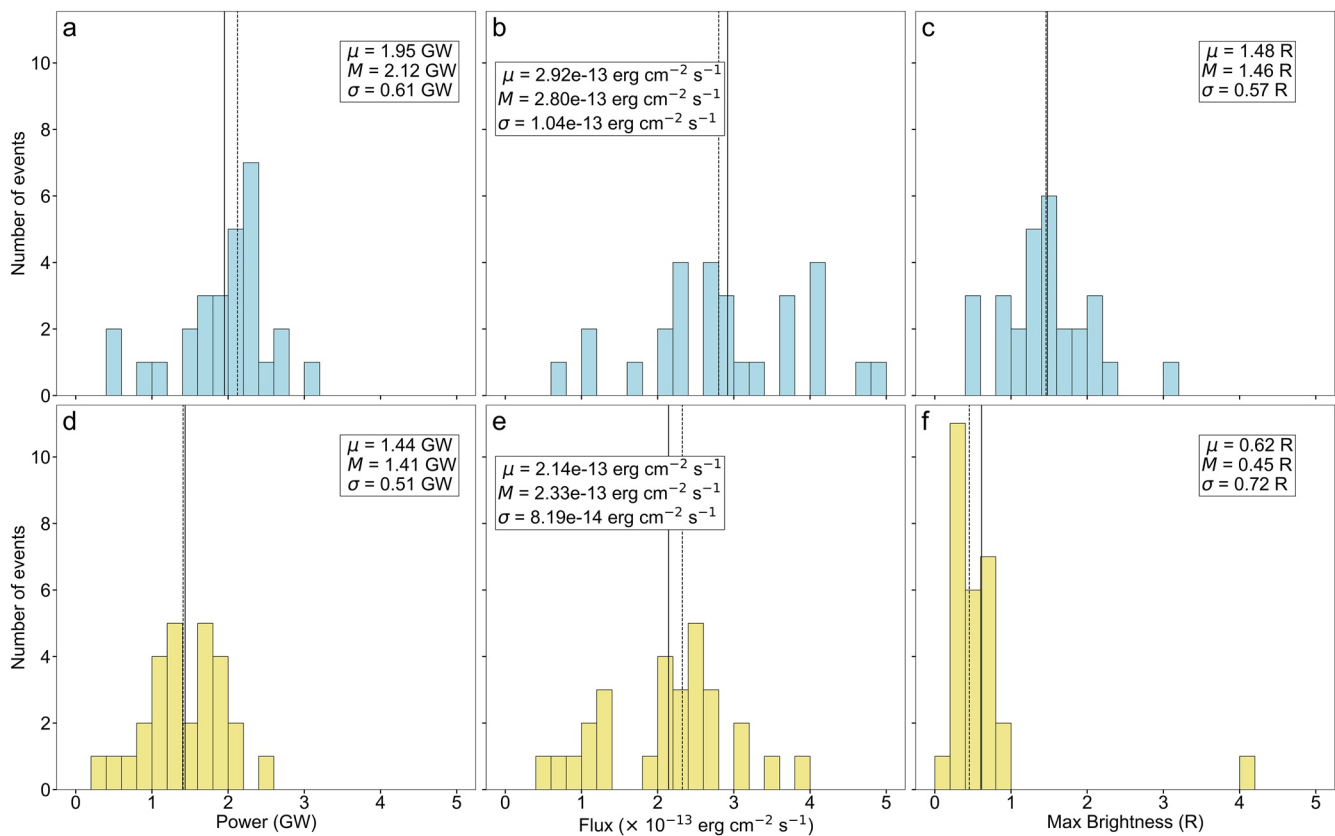 a
μ = 1.95 GW
M = 2.12 GW
σ = 0.61 GW
b
μ = 2.92e-13 erg cm⁻² s⁻¹
M = 2.80e-13 erg cm⁻² s⁻¹
σ = 1.04e-13 erg cm⁻² s⁻¹
c
μ = 1.48 R
M = 1.46 R
σ = 0.57 R
Number of events
10
8
6
4
2
0
d
μ = 1.44 GW
M = 1.41 GW
σ = 0.51 GW
e
μ = 2.14e-13 erg cm⁻² s⁻¹
M = 2.33e-13 erg cm⁻² s⁻¹
σ = 8.19e-14 erg cm⁻² s⁻¹
f
μ = 0.62 R
M = 0.45 R
σ = 0.72 R
Number of events
10
8
6
4
2
0
0 1 2 3 4 5
Power (GW)
0 1 2 3 4 5
Flux (× 10⁻¹³ erg cm⁻² s⁻¹)
0 1 2 3 4 5
Max Brightness (R)